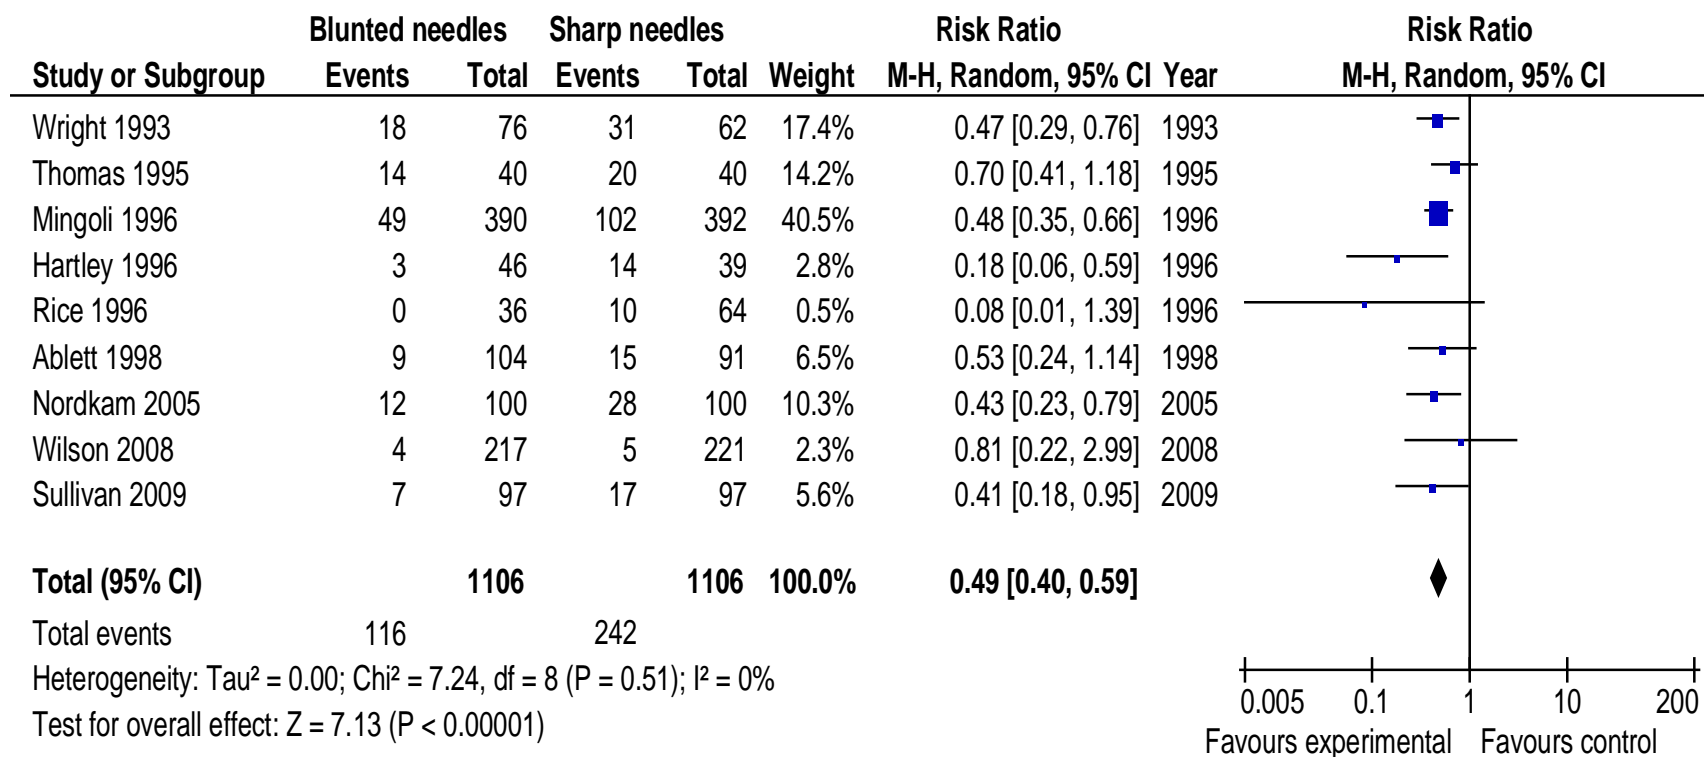 Blunted needles Sharp needles Risk Ratio Risk Ratio
Study or Subgroup Events Total Events Total Weight M-H, Random, 95% CI Year M-H, Random, 95% CI
Wright 1993 18 76 31 62 17.4% 0.47 [0.29, 0.76] 1993
Thomas 1995 14 40 20 40 14.2% 0.70 [0.41, 1.18] 1995
Mingoli 1996 49 390 102 392 40.5% 0.48 [0.35, 0.66] 1996
Hartley 1996 3 46 14 39 2.8% 0.18 [0.06, 0.59] 1996
Rice 1996 0 36 10 64 0.5% 0.08 [0.01, 1.39] 1996
Ablett 1998 9 104 15 91 6.5% 0.53 [0.24, 1.14] 1998
Nordkam 2005 12 100 28 100 10.3% 0.43 [0.23, 0.79] 2005
Wilson 2008 4 217 5 221 2.3% 0.81 [0.22, 2.99] 2008
Sullivan 2009 7 97 17 97 5.6% 0.41 [0.18, 0.95] 2009
Total (95% CI) 1106 1106 100.0% 0.49 [0.40, 0.59]
Total events 116 242
Heterogeneity: Tau² = 0.00; Chi² = 7.24, df = 8 (P = 0.51); I² = 0%
Test for overall effect: Z = 7.13 (P < 0.00001)
0.005 0.1 1 10 200
Favours experimental Favours control